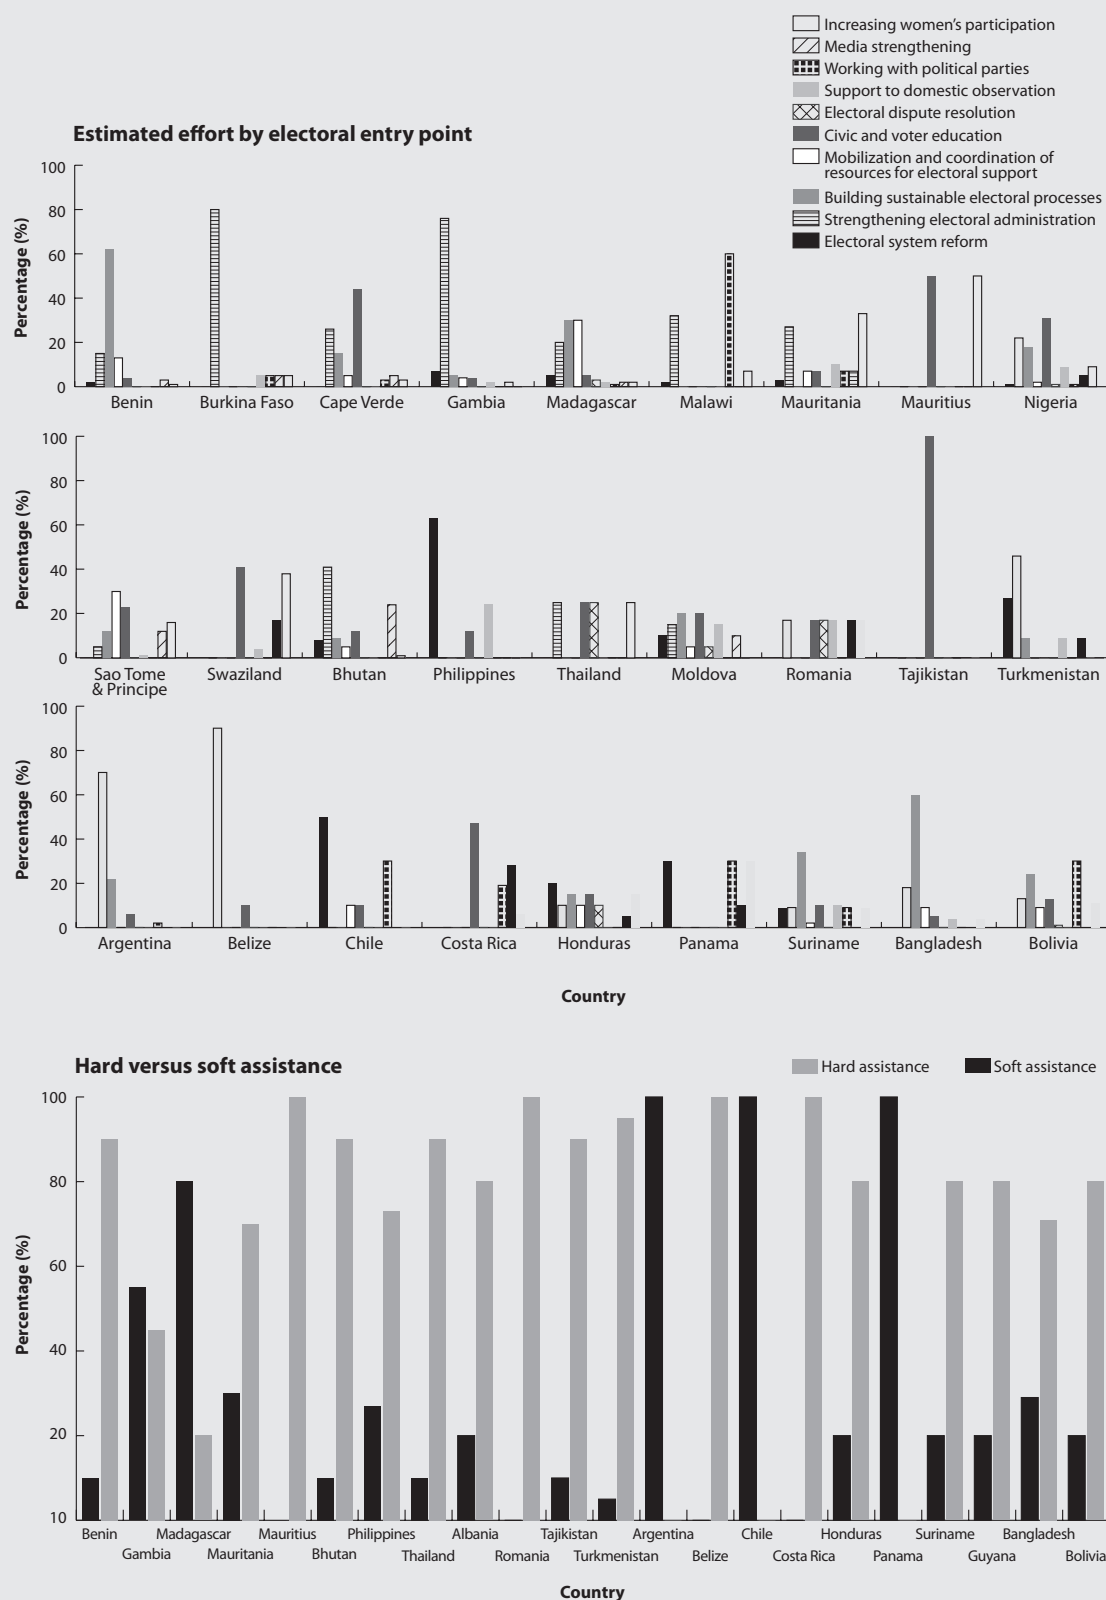 Increasing women's participation
Media strengthening
Working with political parties
Support to domestic observation
Electoral dispute resolution
Civic and voter education
Mobilization and coordination of
resources for electoral support
Building sustainable electoral processes
Strengthening electoral administration
Electoral system reform
Estimated effort by electoral entry point
Percentage (%)
100
80
60
40
20
0
Benin Burkina Faso Cape Verde Gambia Madagascar Malawi Mauritania Mauritius Nigeria
Percentage (%)
100
80
60
40
20
0
Sao Tome Swaziland Bhutan Philippines Thailand Moldova Romania Tajikistan Turkmenistan
& Principe
Percentage (%)
100
80
60
40
20
0
Argentina Belize Chile Costa Rica Honduras Panama Suriname Bangladesh Bolivia
Country
Hard versus soft assistance
Hard assistance Soft assistance
Percentage (%)
100
80
60
40
20
10
Benin Madagascar Mauritius Philippines Albania Tajikistan Argentina Chile Honduras Suriname Bangladesh
Gambia Mauritania Bhutan Thailand Romania Turkmenistan Belize Costa Rica Panama Guyana Bolivia
Country